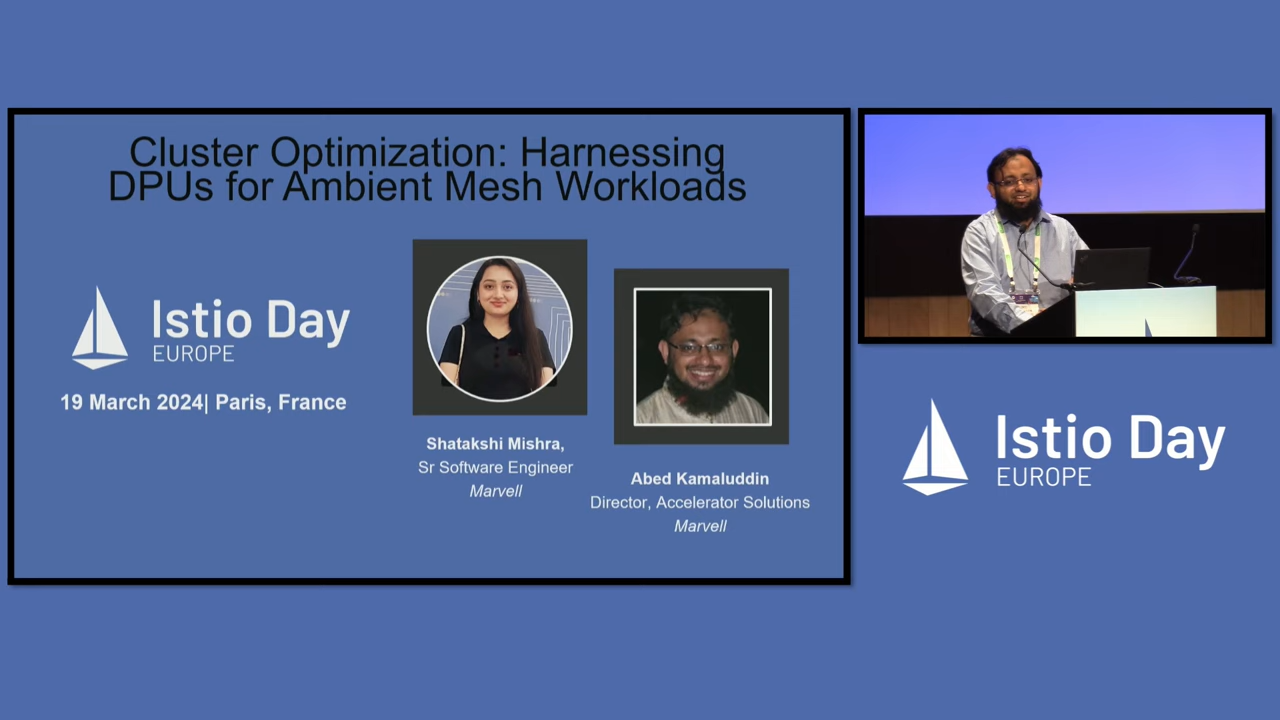 Cluster Optimization: Harnessing
DPUs for Ambient Mesh Workloads
Istio Day
EUROPE
19 March 2024| Paris, France
Shatakshi Mishra,
Sr Software Engineer
Marvell
Abed Kamaluddin
Director, Accelerator Solutions
Marvell
Istio Day
EUROPE